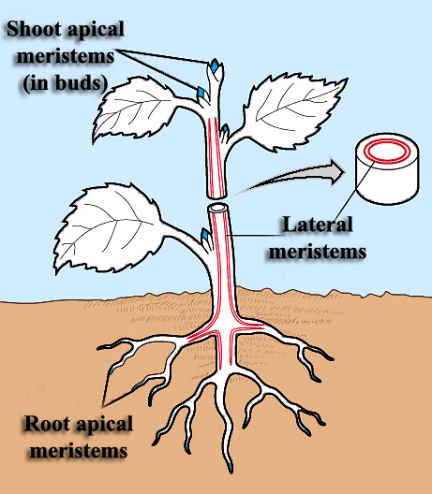 Shoot apical
meristems
(in buds)
Lateral
meristems
Root apical
meristems